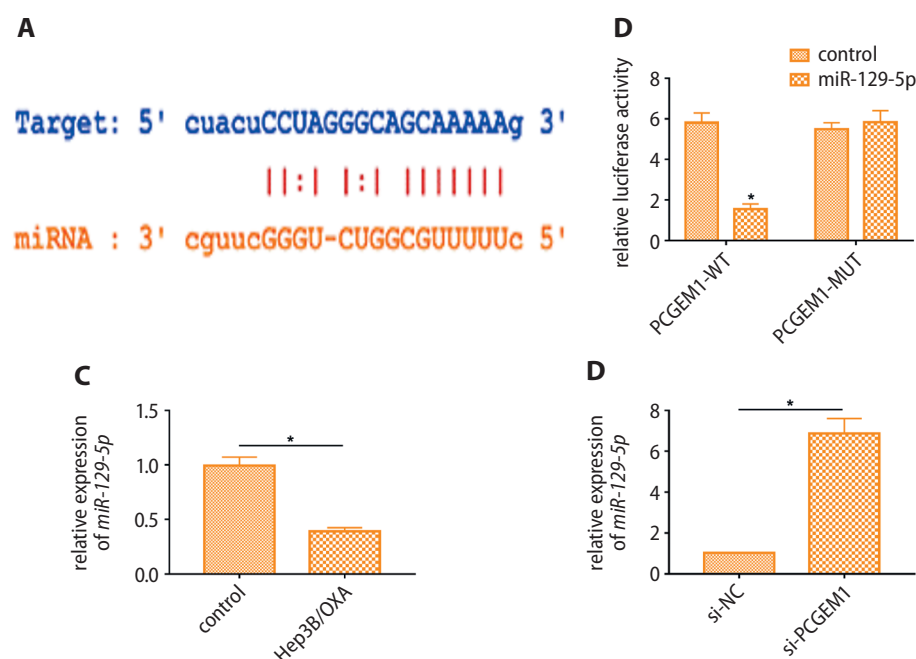 A
Target: 5' cuacuCCUAGGGCAGCAAAAAg 3'
||:| |:| |||||||
miRNA : 3' cguucGGGU-CUGGCGUUUUUc 5'
D
control
miR-129-5p
relative luciferase activity
8
6
4
2
0
*
PCGEM1-WT
PCGEM1-MUT
C
relative expression
of miR-129-5p
1.5
1.0
0.5
0.0
*
control
Hep3B/OXA
D
relative expression
of miR-129-5p
8
6
4
2
0
*
si-NC
si-PCGEM1